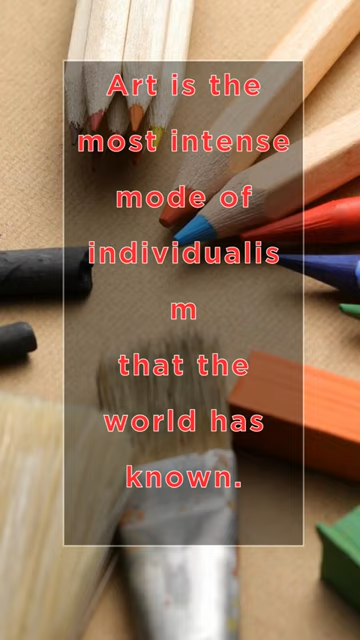 Art is the
most intense
mode of
individualis
m
that the
world has
known.